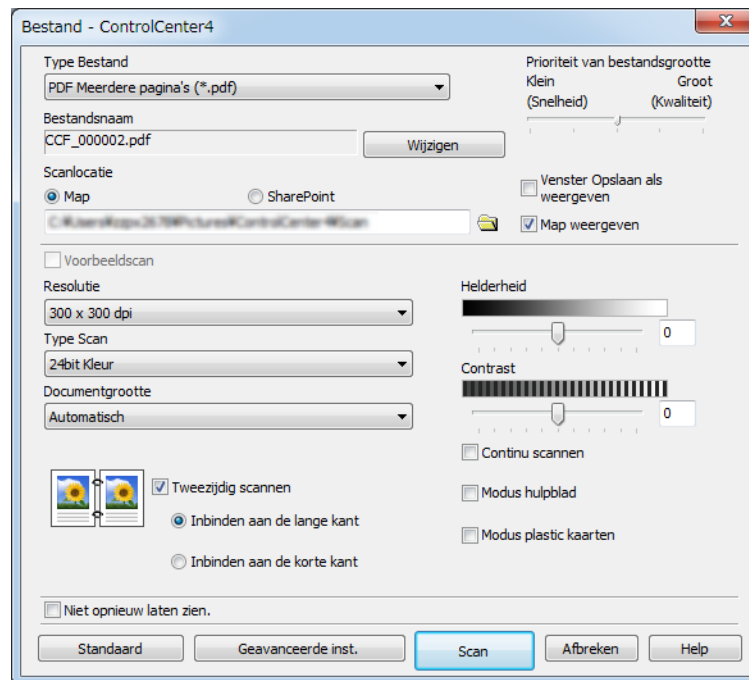 Bestand - ControlCenter4
Type Bestand
PDF Meerdere pagina's (*.pdf)
Prioriteit van bestandsgrootte
Klein Groot
(Snelheid) (Kwaliteit)
Bestandsnaam
CCF_000002.pdf
Wijzigen
Scanlocatie
Map SharePoint
Venster Opslaan als
weergeven
Map weergeven
Voorbeeldscan
Resolutie
300 x 300 dpi
Type Scan
24bit Kleur
Documentgrootte
Automatisch
Helderheid
0
Contrast
0
Continu scannen
Modus hulpblad
Modus plastic kaarten
Tweezijdig scannen
Inbinden aan de lange kant
Inbinden aan de korte kant
Niet opnieuw laten zien.
Standaard Geavanceerde inst. Scan Afbreken Help